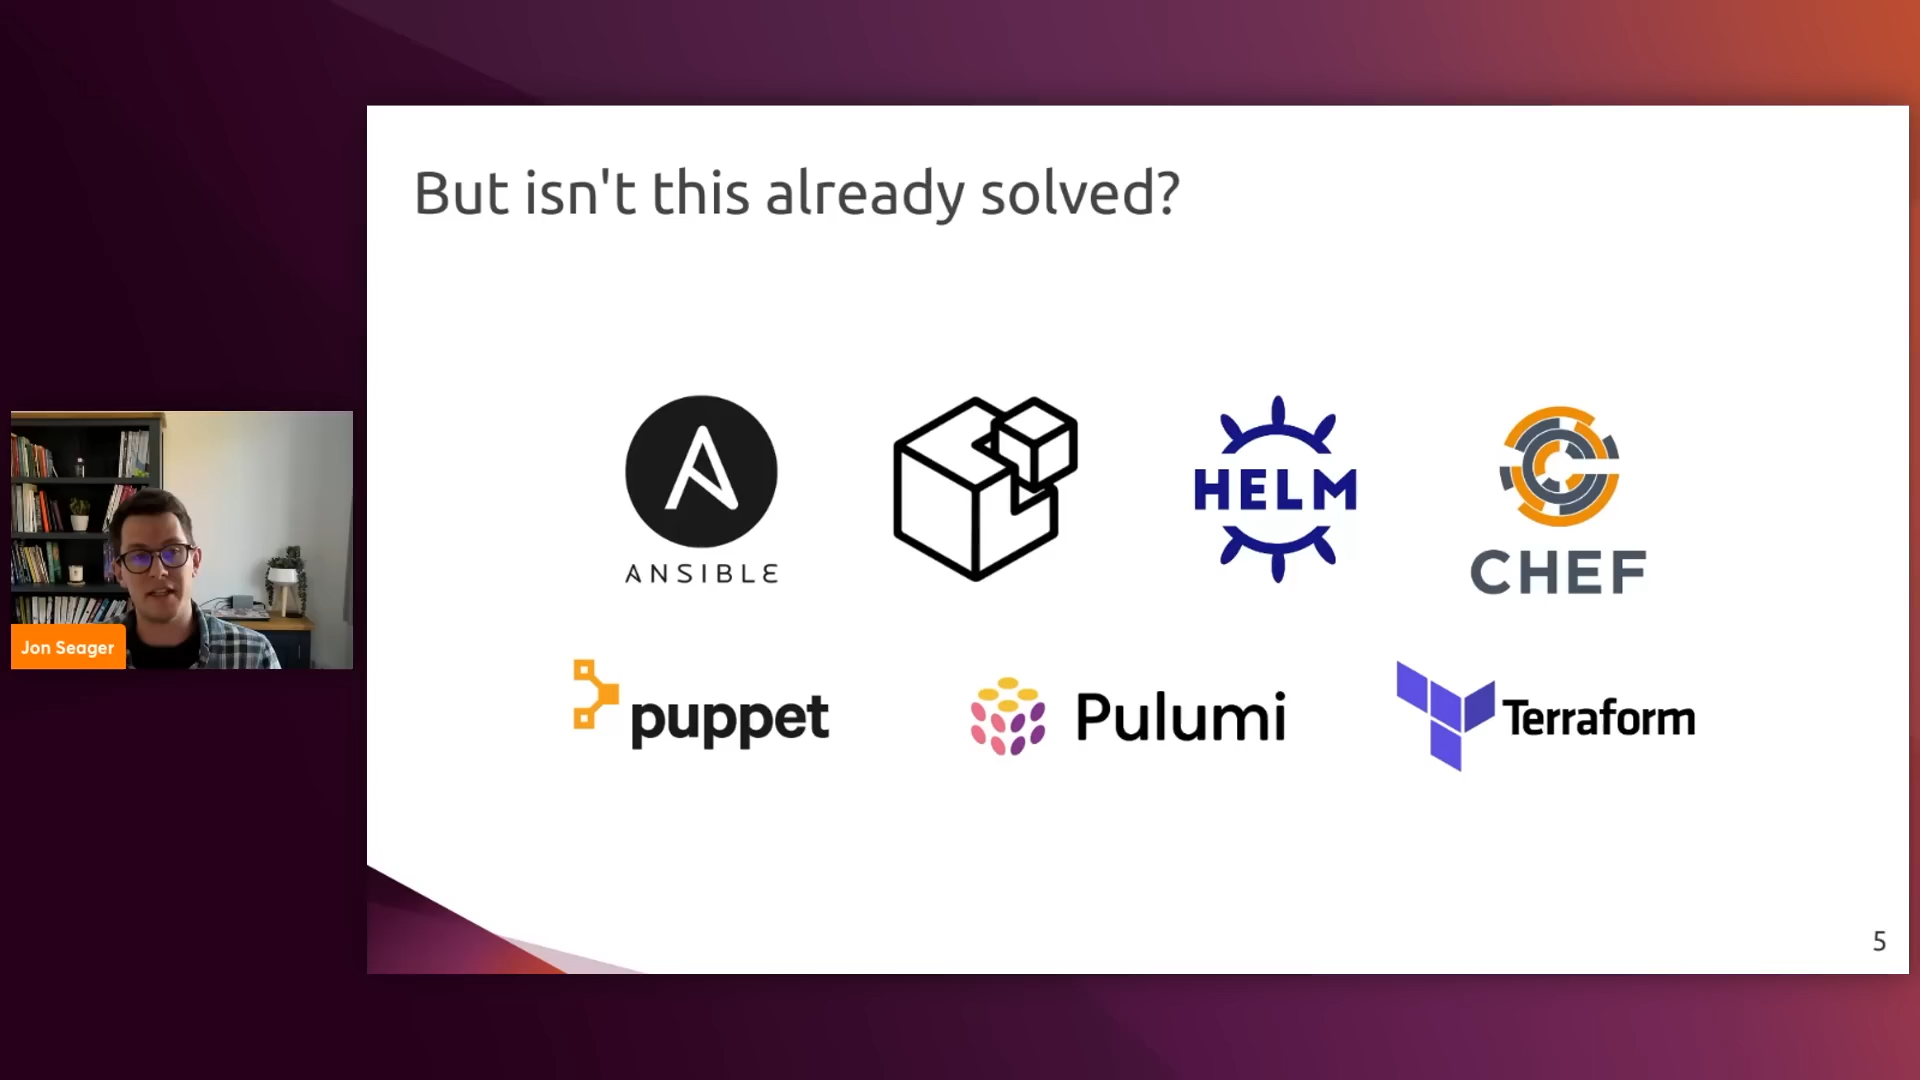 But isn't this already solved?
ANSIBLE
HELM
CHEF
Jon Seager
puppet
Pulumi
Terraform
5